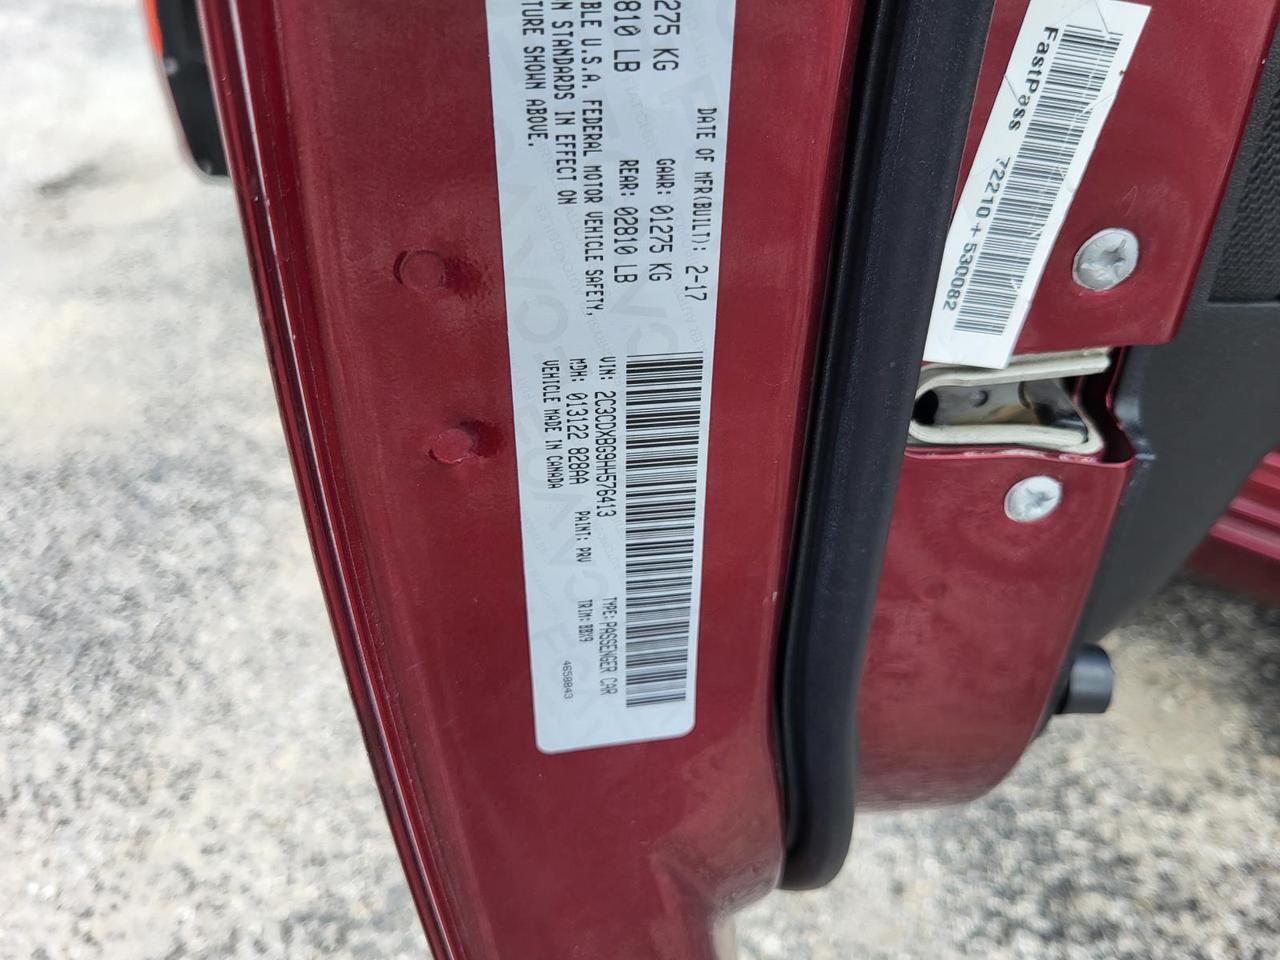 DATE OF MFR(BUILT): 2-17
275 KG GAWR: 01275 KG
810 LB REAR: 02810 LB
BLE U.S.A. FEDERAL MOTOR VEHICLE SAFETY,
N STANDARDS IN EFFECT ON
TURE SHOWN ABOVE.
VIN: 2C3CDXBG9HH576413 TYPE: PASSENGER CAR
MDH: 013122 828AA PAINT: PRV TRIM: BBX9
VEHICLE MADE IN CANADA 4650043
FastPass 72210+530082